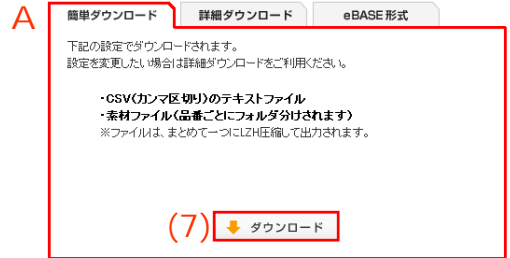 A
簡単ダウンロード 詳細ダウンロード eBASE形式
下記の設定でダウンロードされます。
設定を変更したい場合は詳細ダウンロードをご利用ください。
・CSV(カンマ区切り)のテキストファイル
・素材ファイル(品番ごとにフォルダ分けされます)
※ファイルは、まとめて一つにLZH圧縮して出力されます。
(7) ダウンロード